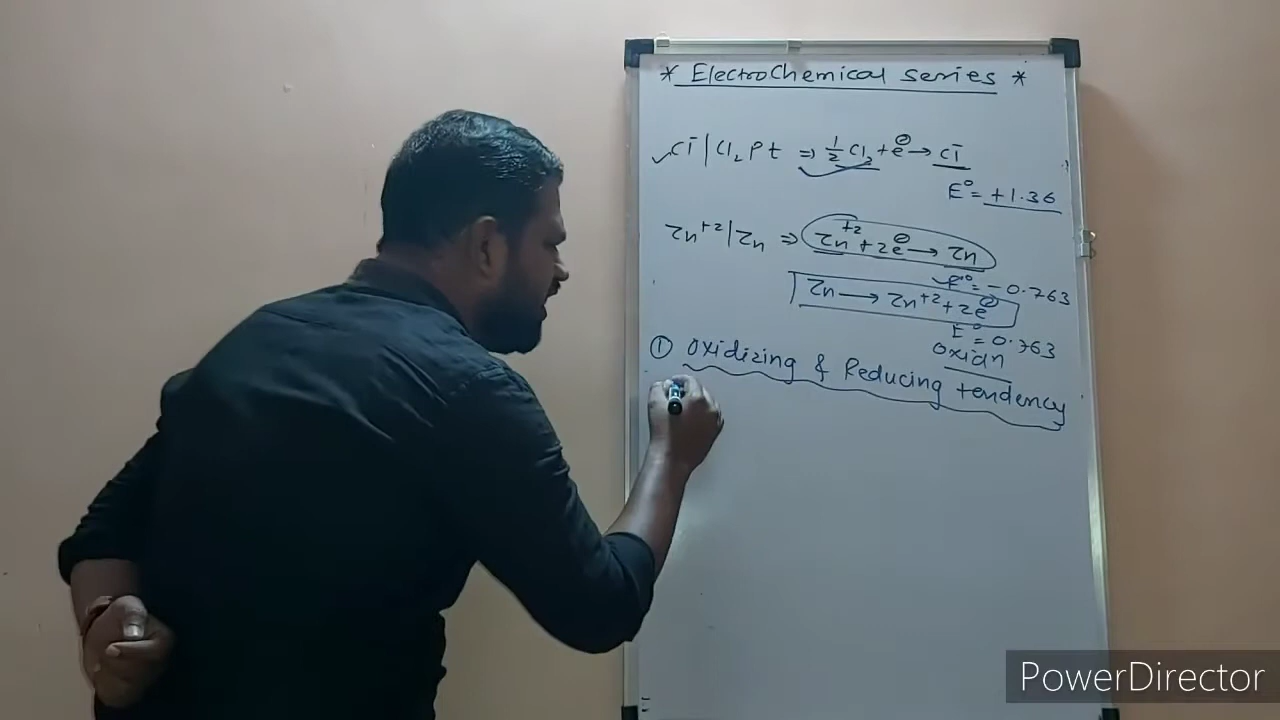 * Electrochemical series *
Cl⁻ | Cl₂ Pt ⇒ ½ Cl₂ + e⊖ → Cl⁻
E° = +1.36
Zn⁺² | Zn ⇒ Zn⁺² + 2e⊖ → Zn
E° = -0.763
Zn → Zn⁺² + 2e⊖
E° = 0.763
oxidn
① Oxidizing & Reducing tendency
PowerDirector